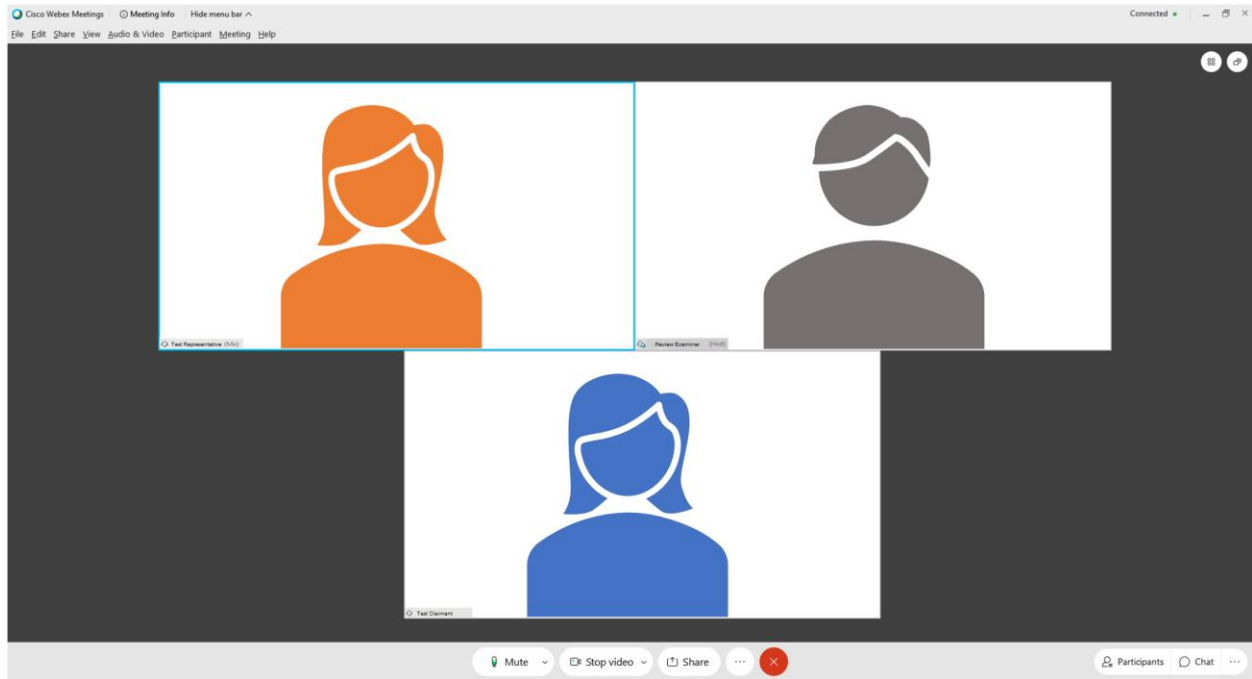 Cisco Webex Meetings Meeting Info Hide menu bar Connected
File Edit Share View Audio & Video Participant Meeting Help
Test Representative (Me) Review Examiner (Host)
Test Claimant
Mute Stop video Share Participants Chat